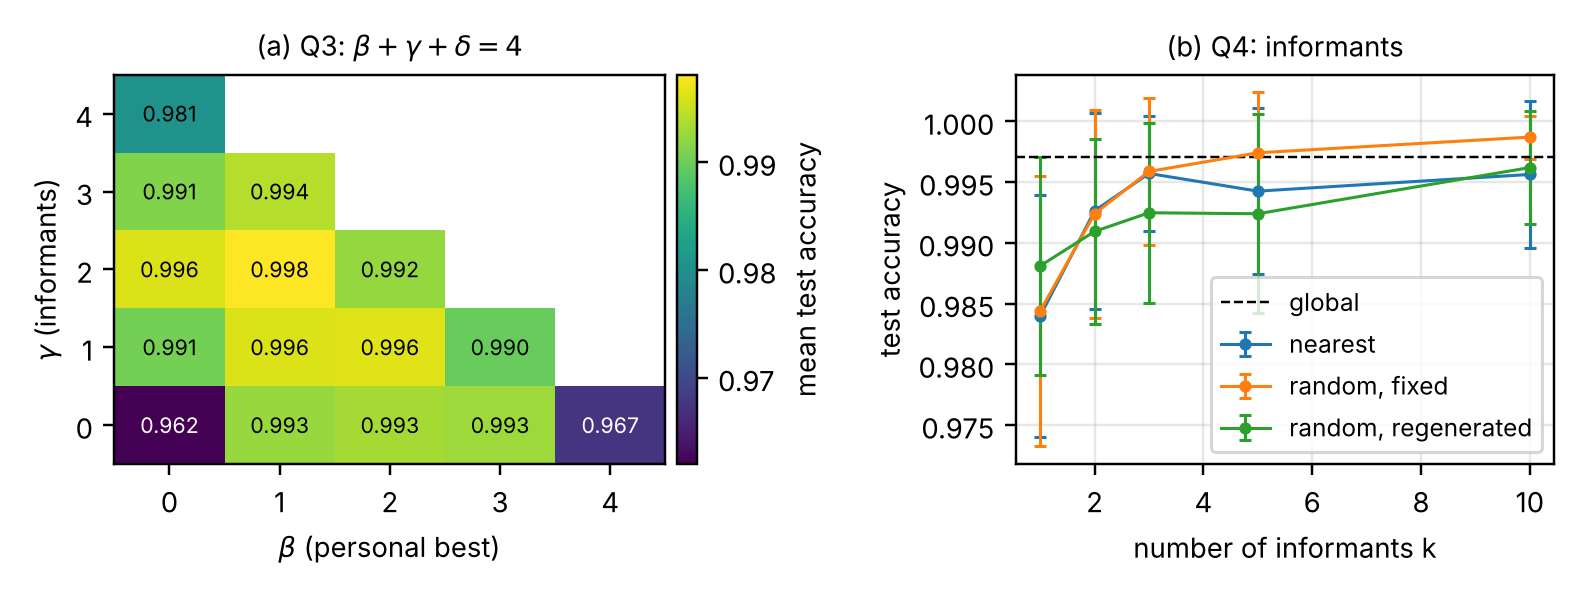 (a) Q3: β + γ + δ = 4
γ (informants)
4
3
2
1
0
0.981
0.991 0.994
0.996 0.998 0.992
0.991 0.996 0.996 0.990
0.962 0.993 0.993 0.993 0.967
0 1 2 3 4
β (personal best)
0.99
0.98
0.97
mean test accuracy
(b) Q4: informants
test accuracy
1.000
0.995
0.990
0.985
0.980
0.975
global
nearest
random, fixed
random, regenerated
2 4 6 8 10
number of informants k